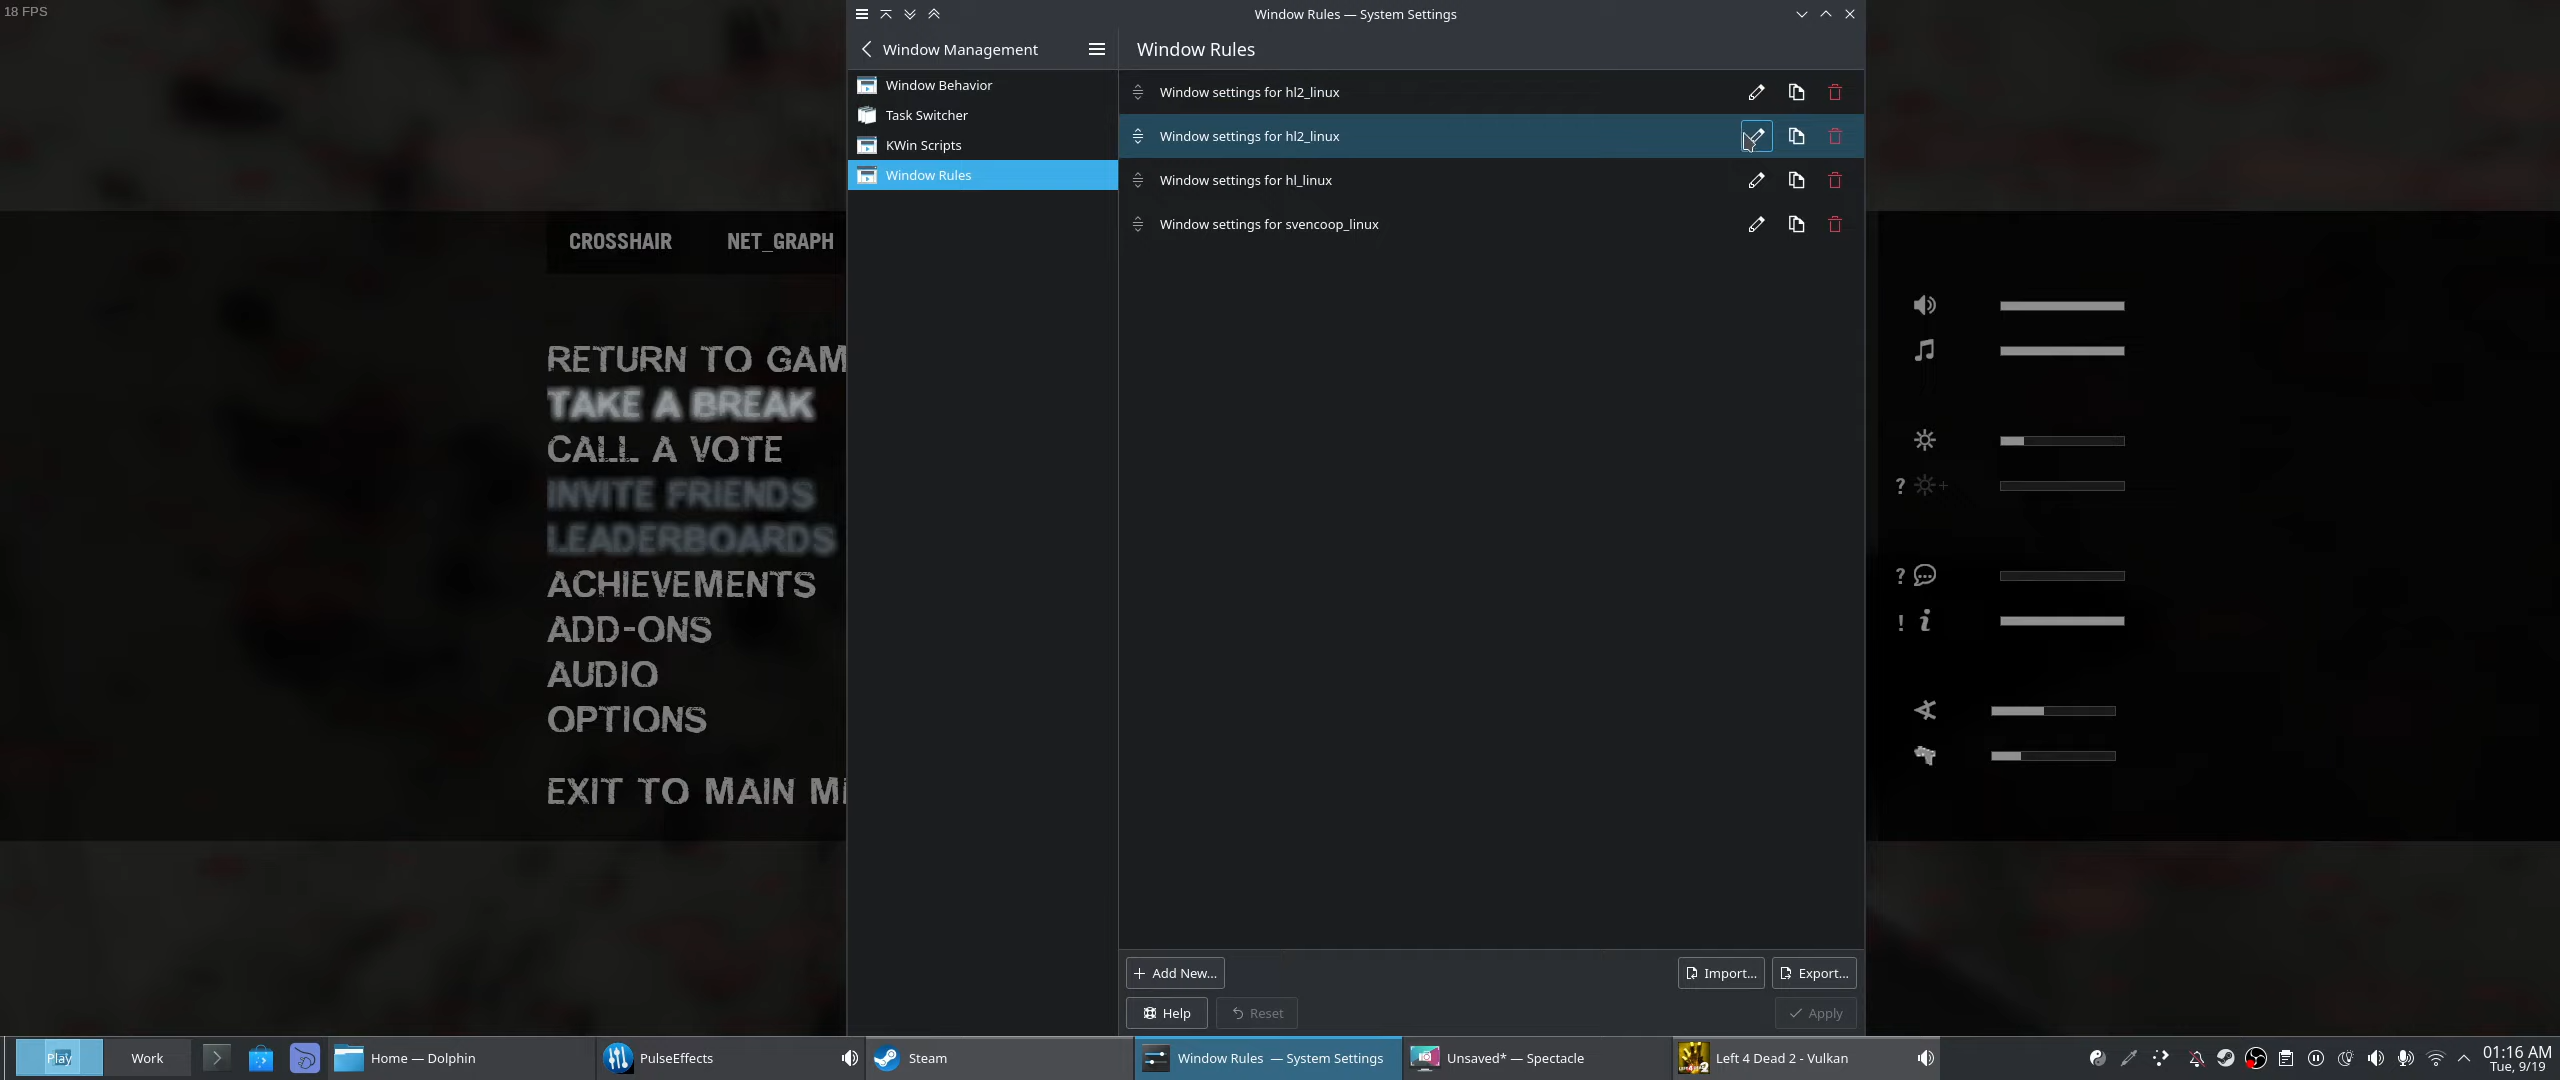 18 FPS
Window Rules — System Settings
Window Management
Window Rules
Window Behavior
Task Switcher
KWin Scripts
Window Rules
Window settings for hl2_linux
Window settings for hl2_linux
Window settings for hl_linux
Window settings for svencoop_linux
CROSSHAIR NET_GRAPH
RETURN TO GAM
TAKE A BREAK
CALL A VOTE
INVITE FRIENDS
LEADERBOARDS
ACHIEVEMENTS
ADD-ONS
AUDIO
OPTIONS
EXIT TO MAIN M
?
?
!
Add New...
Import...
Export...
Help
Reset
Apply
Play
Work
Home — Dolphin
PulseEffects
Steam
Window Rules — System Settings
Unsaved* — Spectacle
Left 4 Dead 2 - Vulkan
01:16 AM
Tue, 9/19